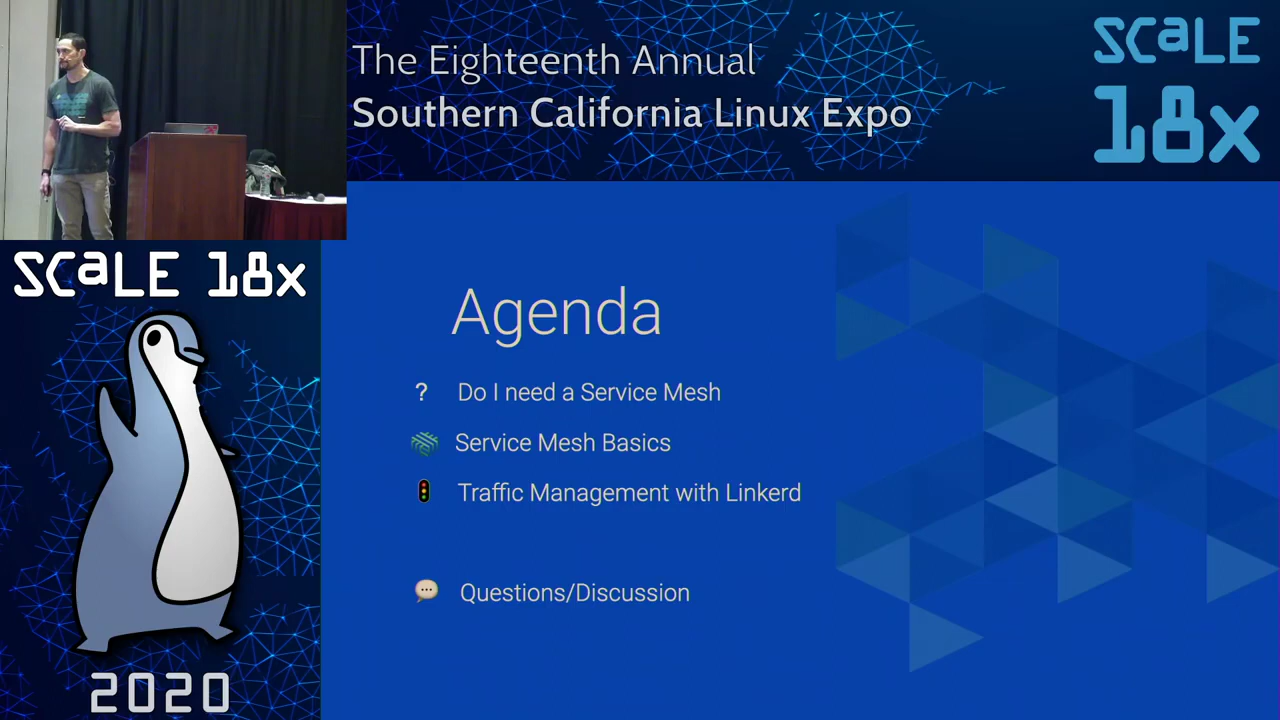 The Eighteenth Annual
Southern California Linux Expo
SCaLE
18x
SCaLE 18x
2020
Agenda
? Do I need a Service Mesh
Service Mesh Basics
Traffic Management with Linkerd
Questions/Discussion